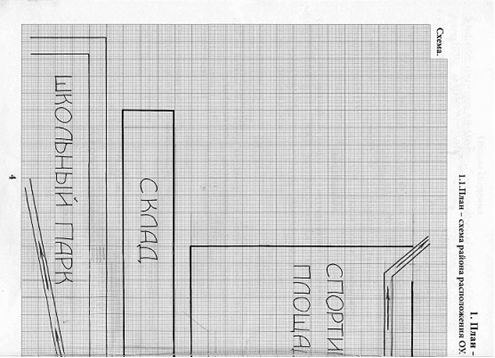 1. План –
1.1.План – схема района расположения ОУ,
Схема.
СПОРТИ
ПЛОЩА
СКЛАД
ШКОЛЬНЫЙ ПАРК
4